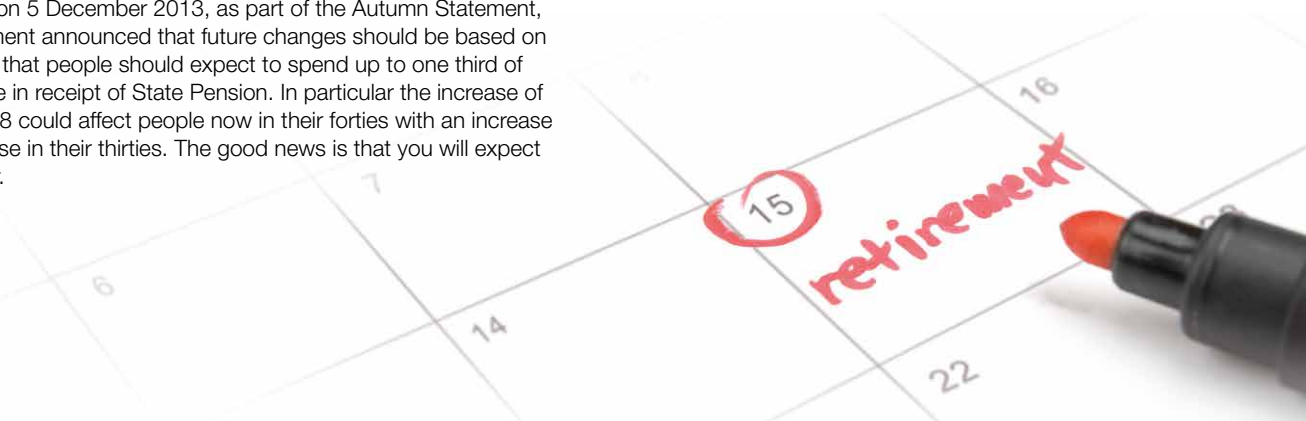 on 5 December 2013, as part of the Autumn Statement,
ment announced that future changes should be based on
that people should expect to spend up to one third of
e in receipt of State Pension. In particular the increase of
8 could affect people now in their forties with an increase
se in their thirties. The good news is that you will expect
16
15
retirement
7
6
14
22